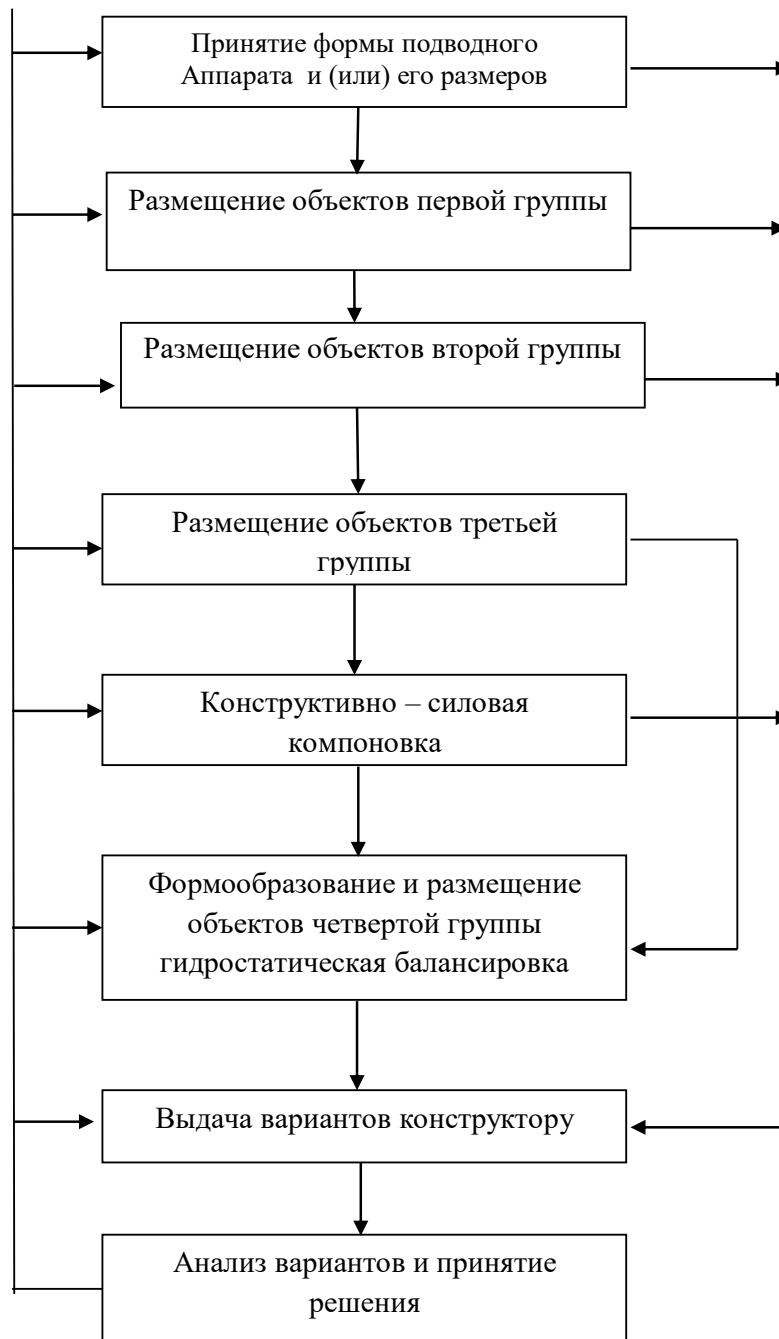 Принятие формы подводного
Аппарата и (или) его размеров
Размещение объектов первой группы
Размещение объектов второй группы
Размещение объектов третьей
группы
Конструктивно – силовая
компоновка
Формообразование и размещение
объектов четвертой группы
гидростатическая балансировка
Выдача вариантов конструктору
Анализ вариантов и принятие
решения